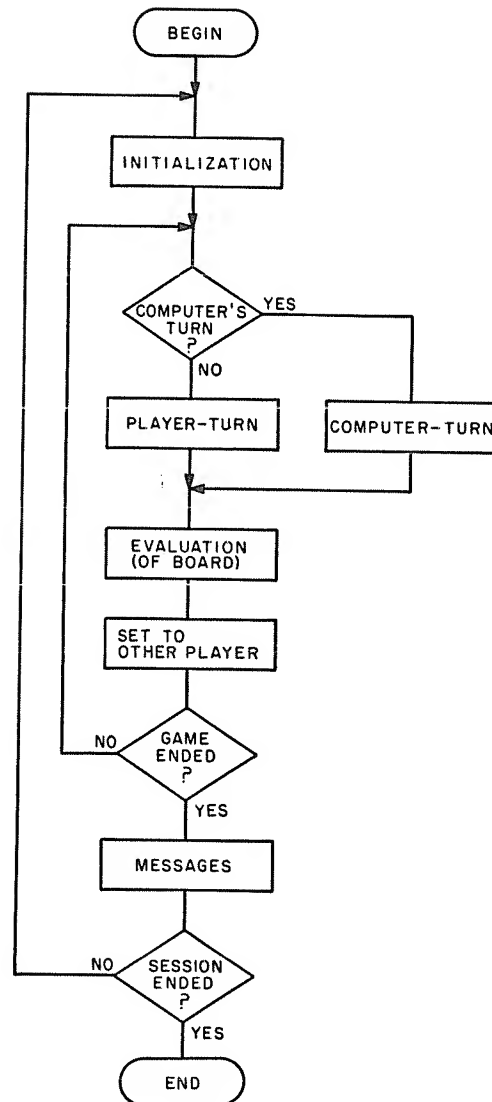 BEGIN
INITIALIZATION
COMPUTER'S
TURN
?
YES
NO
PLAYER-TURN
COMPUTER-TURN
EVALUATION
(OF BOARD)
SET TO
OTHER PLAYER
NO
GAME
ENDED
?
YES
MESSAGES
NO
SESSION
ENDED
?
YES
END